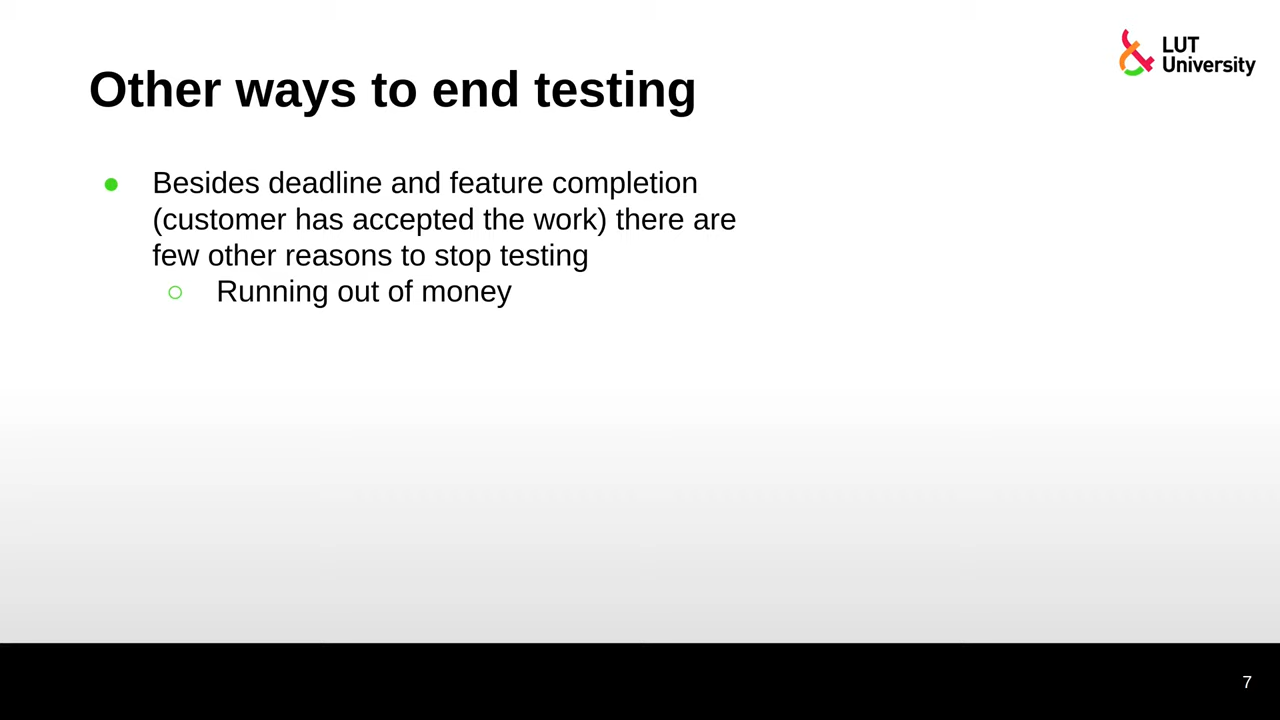 LUT
University
Other ways to end testing
● Besides deadline and feature completion
(customer has accepted the work) there are
few other reasons to stop testing
○ Running out of money
7